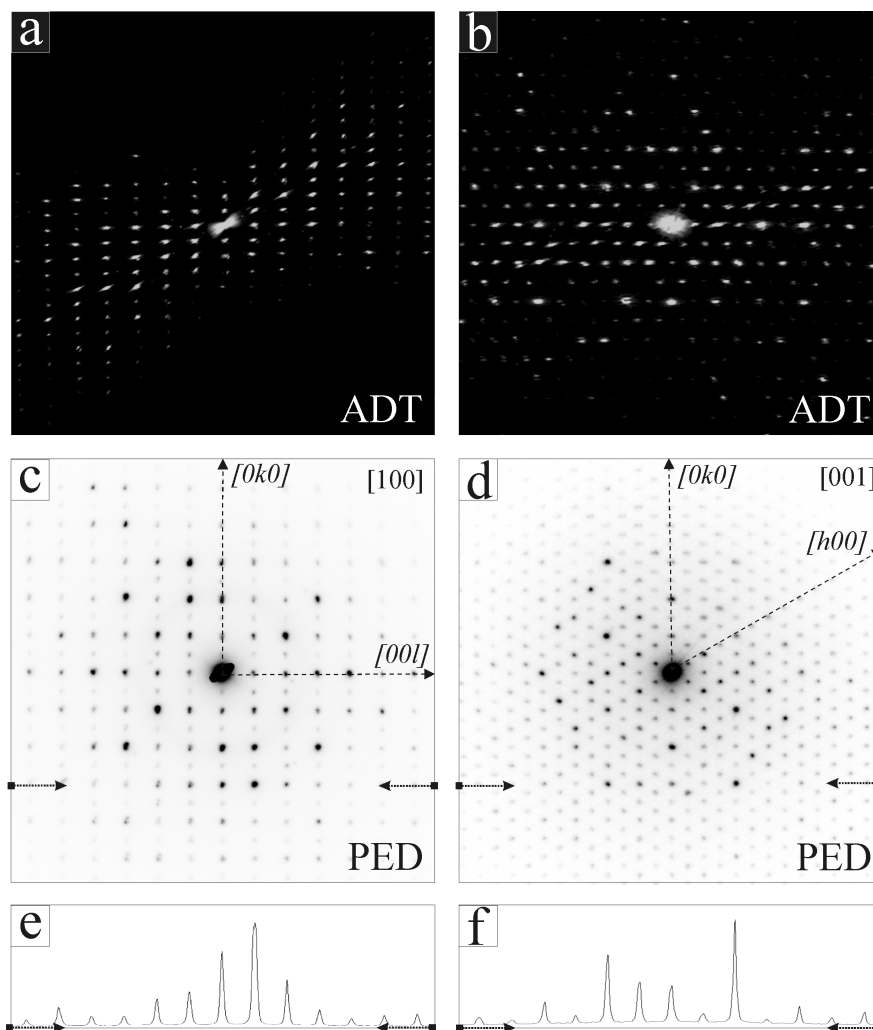 a
b
ADT
ADT
c
[0k0]
[100]
[00l]
PED
d
[0k0]
[001]
[h00]
PED
e
f